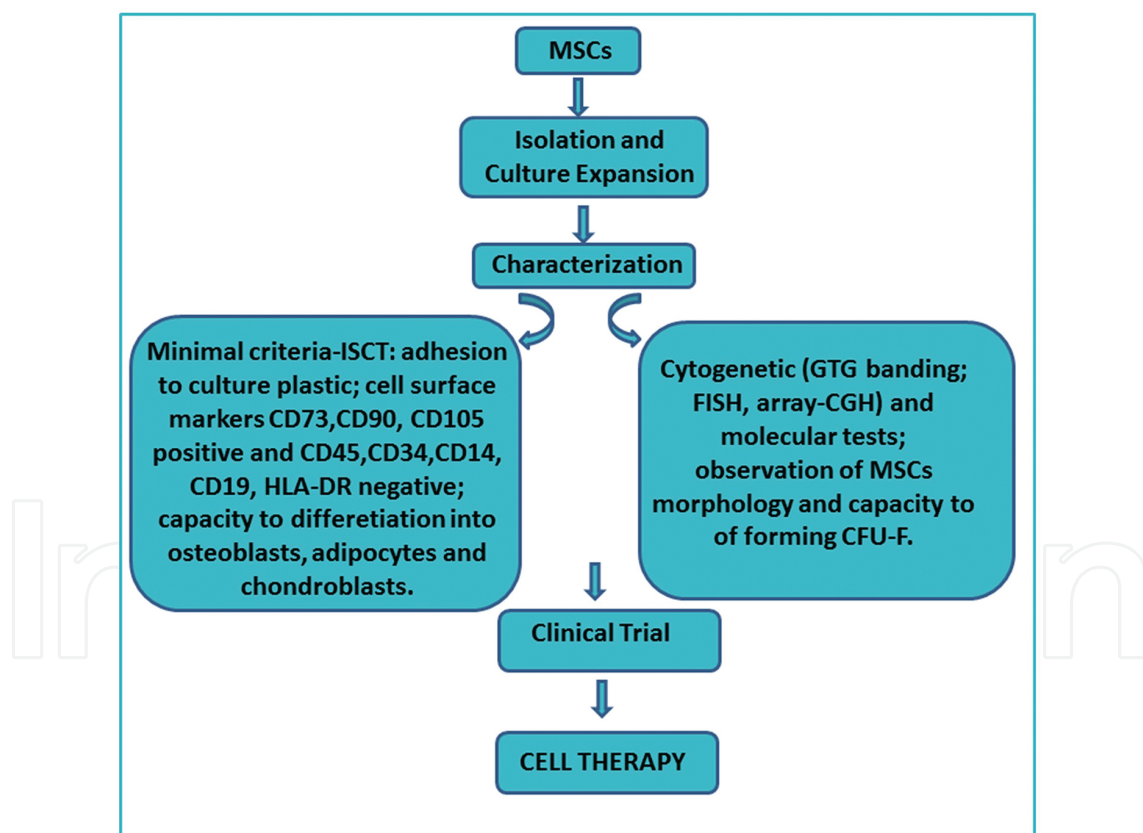 MSCs
Isolation and
Culture Expansion
Characterization
Minimal criteria-ISCT: adhesion
to culture plastic; cell surface
markers CD73,CD90, CD105
positive and CD45,CD34,CD14,
CD19, HLA-DR negative;
capacity to differetiation into
osteoblasts, adipocytes and
chondroblasts.
Cytogenetic (GTG banding;
FISH, array-CGH) and
molecular tests;
observation of MSCs
morphology and capacity to
of forming CFU-F.
Clinical Trial
CELL THERAPY